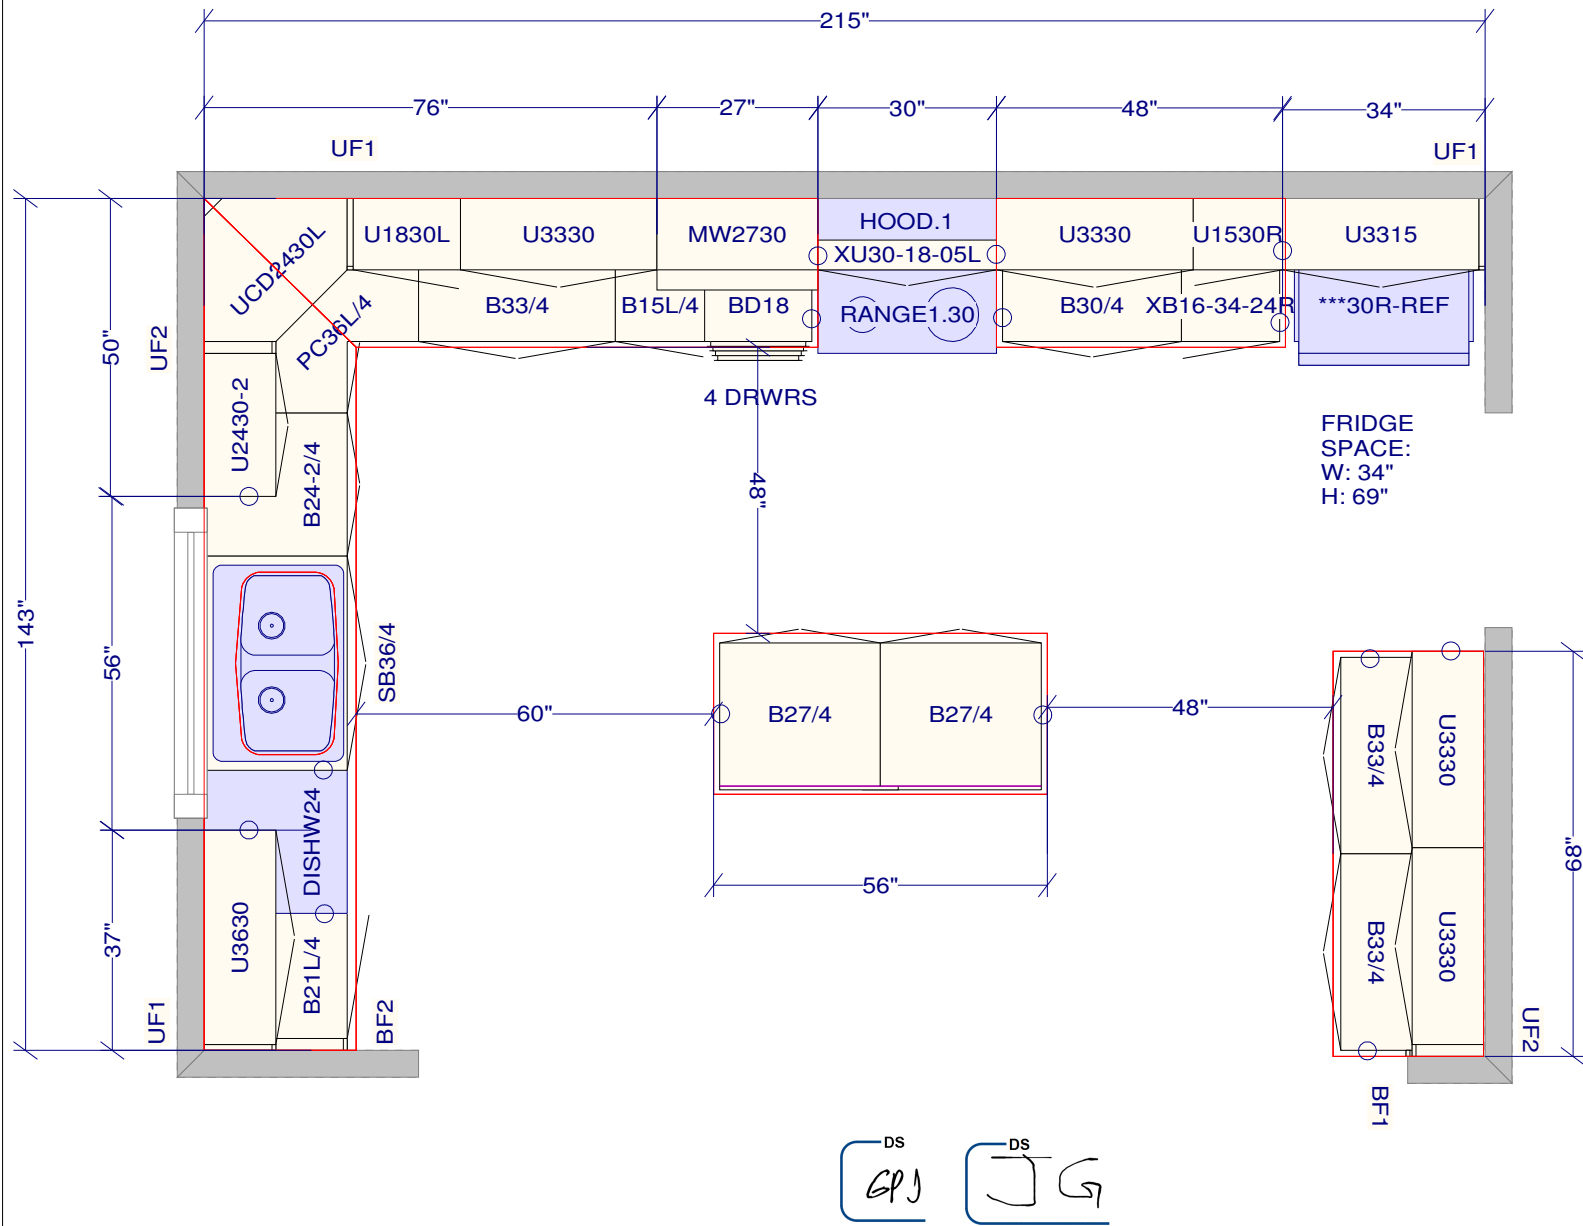 215"
76"
27"
30"
48"
34"
UF1
UF1
U1830L
U3330
MW2730
HOOD.1
XU30-18-05L
U3330
U1530R
U3315
UCD2430L
PC36L/4
B33/4
B15L/4
BD18
RANGE1.30
B30/4
XB16-34-24R
***30R-REF
UF2
50"
4 DRWRS
48"
FRIDGE
SPACE:
W: 34"
H: 69"
U2430-2
B24-2/4
143"
56"
SB36/4
60"
B27/4
B27/4
48"
B33/4
U3330
DISHW24
56"
68"
37"
U3630
B21L/4
B33/4
U3330
UF1
BF2
UF2
BF1
DS
GPJ
DS
JG